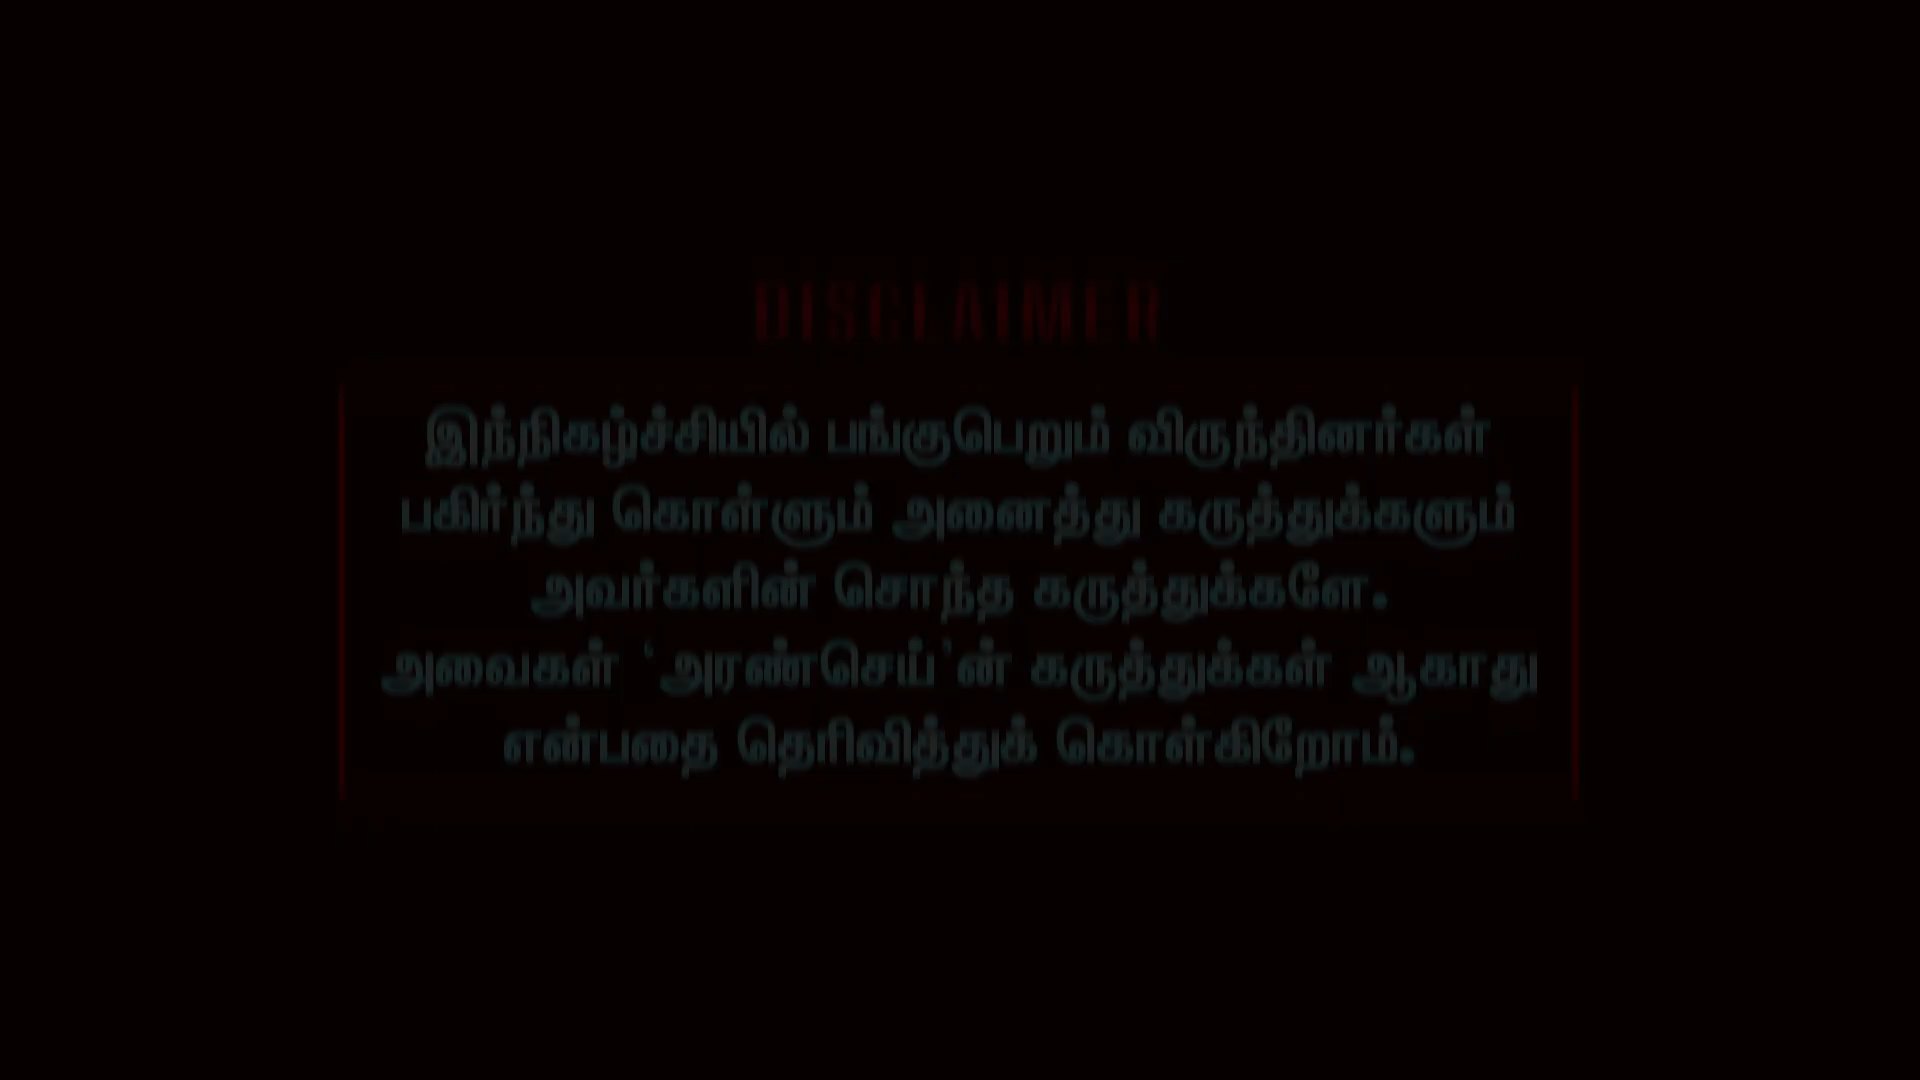 DISCLAIMER
இந்நிகழ்ச்சியில் பங்குபெறும் விருந்தினர்கள்
பகிர்ந்து கொள்ளும் அனைத்து கருத்துக்களும்
அவர்களின் சொந்த கருத்துக்களே.
அவைகள் ‘அரண்செய்’ன் கருத்துக்கள் ஆகாது
என்பதை தெரிவித்துக் கொள்கிறோம்.